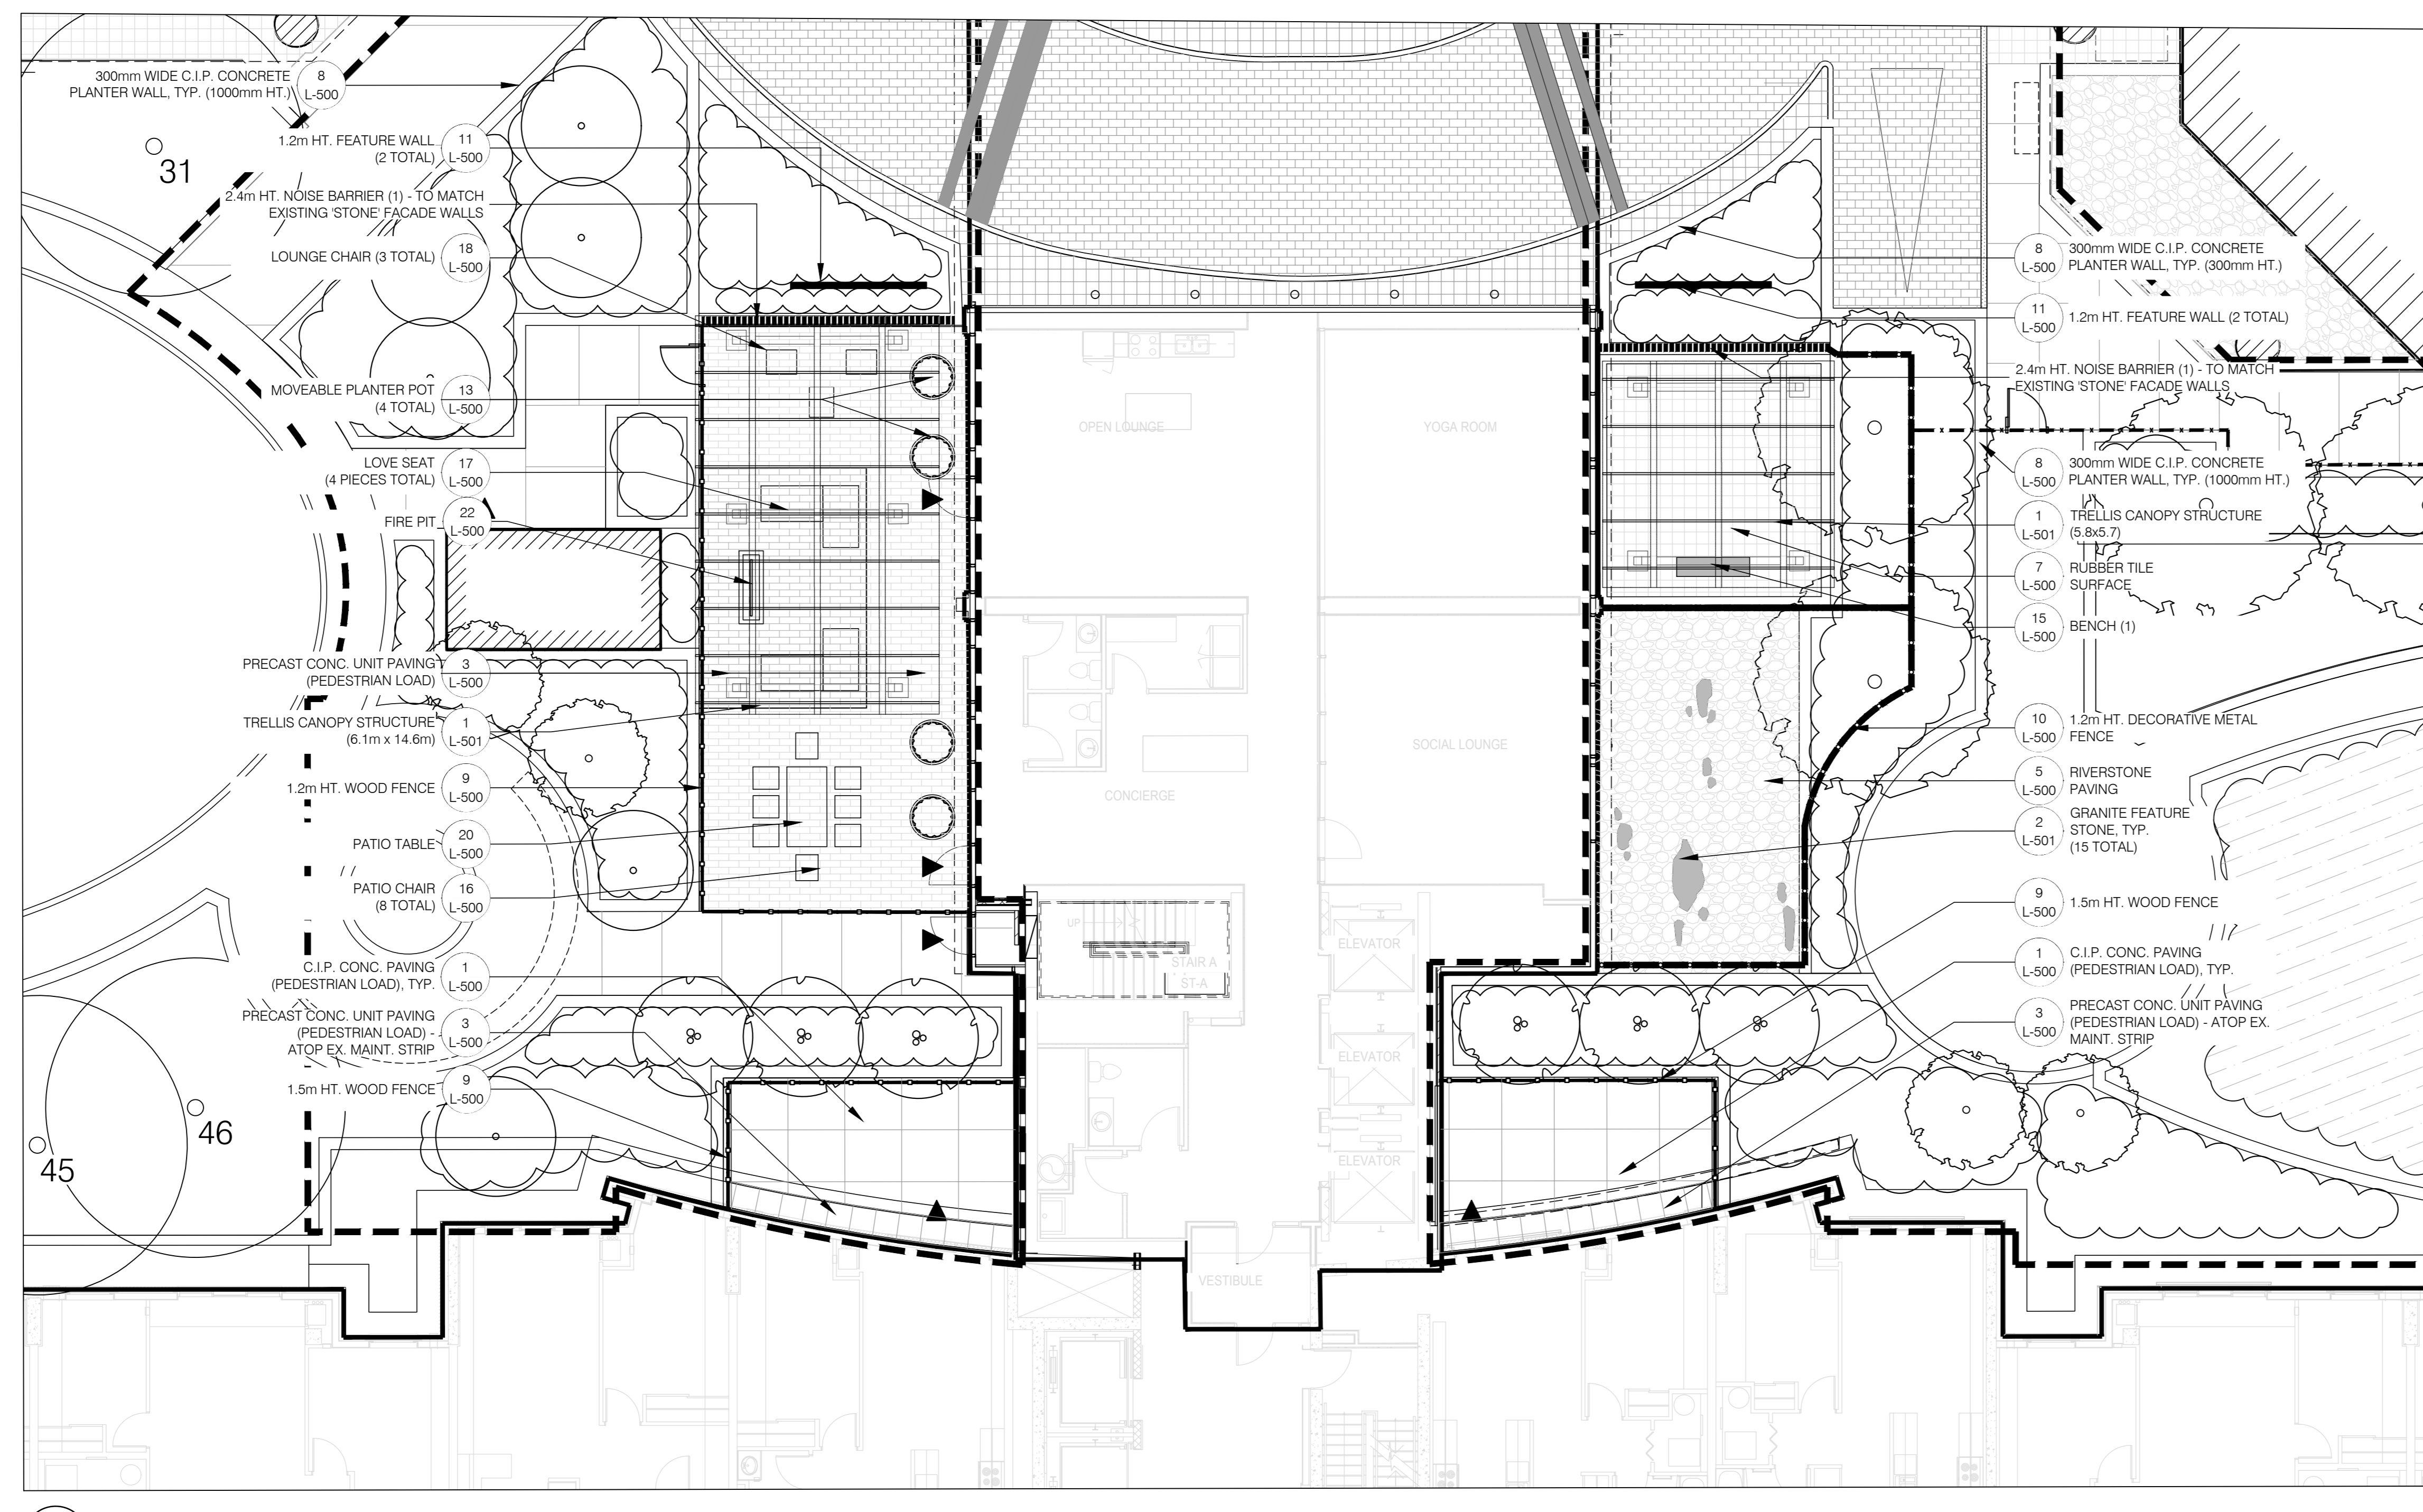 300mm WIDE C.I.P. CONCRETE
PLANTER WALL, TYP. (1000mm HT.)
8
L-500
31
1.2m HT. FEATURE WALL
(2 TOTAL)
11
L-500
2.4m HT. NOISE BARRIER (1) - TO MATCH
EXISTING 'STONE' FACADE WALLS
LOUNGE CHAIR (3 TOTAL)
18
L-500
MOVEABLE PLANTER POT
(4 TOTAL)
13
L-500
LOVE SEAT
(4 PIECES TOTAL)
17
L-500
FIRE PIT
22
L-500
PRECAST CONC. UNIT PAVING
(PEDESTRIAN LOAD)
3
L-500
TRELLIS CANOPY STRUCTURE
(6.1m x 14.6m)
1
L-501
1.2m HT. WOOD FENCE
9
L-500
PATIO TABLE
20
L-500
PATIO CHAIR
(8 TOTAL)
16
L-500
C.I.P. CONC. PAVING
(PEDESTRIAN LOAD), TYP.
1
L-500
PRECAST CONC. UNIT PAVING
(PEDESTRIAN LOAD) -
ATOP EX. MAINT. STRIP
3
L-500
1.5m HT. WOOD FENCE
9
L-500
46
45
OPEN LOUNGE
YOGA ROOM
SOCIAL LOUNGE
CONCIERGE
UP
STAIR A
ST-A
ELEVATOR
ELEVATOR
ELEVATOR
VESTIBULE
8
L-500
300mm WIDE C.I.P. CONCRETE
PLANTER WALL, TYP. (300mm HT.)
11
L-500
1.2m HT. FEATURE WALL (2 TOTAL)
2.4m HT. NOISE BARRIER (1) - TO MATCH
EXISTING 'STONE' FACADE WALLS
8
L-500
300mm WIDE C.I.P. CONCRETE
PLANTER WALL, TYP. (1000mm HT.)
1
L-501
TRELLIS CANOPY STRUCTURE
(5.8x5.7)
7
L-500
RUBBER TILE
SURFACE
15
L-500
BENCH (1)
10
L-500
1.2m HT. DECORATIVE METAL
FENCE
5
L-500
RIVERSTONE
PAVING
2
L-501
GRANITE FEATURE
STONE, TYP.
(15 TOTAL)
9
L-500
1.5m HT. WOOD FENCE
1
L-500
C.I.P. CONC. PAVING
(PEDESTRIAN LOAD), TYP.
3
L-500
PRECAST CONC. UNIT PAVING
(PEDESTRIAN LOAD) - ATOP EX.
MAINT. STRIP